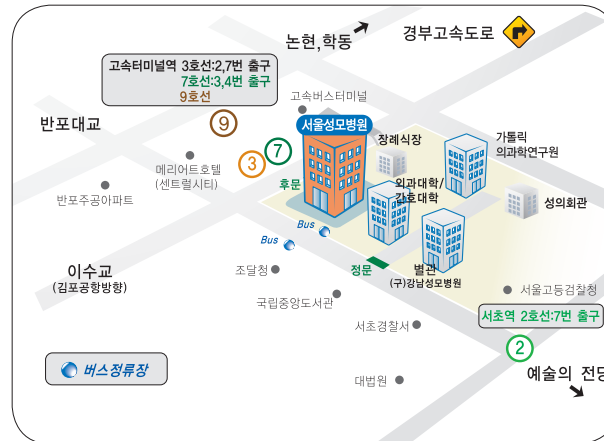 논현,학동
경부고속도로
고속터미널역 3호선:2,7번 출구
7호선:3,4번 출구
9호선
고속버스터미널
반포대교
9
서울성모병원
장례식장
가톨릭
의과학연구원
7
3
메리어트호텔
(센트럴시티)
후문
외과대학/
간호대학
반포주공아파트
성의회관
Bus
Bus
이수교
(김포공항방향)
조달청
정문
별관
(구)강남성모병원
국립중앙도서관
서울고등검찰청
서초역 2호선:7번 출구
서초경찰서
2
버스정류장
대법원
예술의 전당